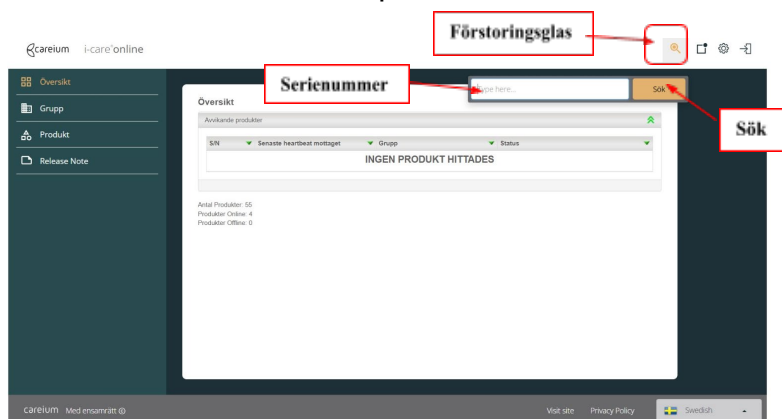 Förstoringsglas
careium i-care®online
Översikt
Serienummer
Type here...
Sök
Översikt
Grupp
Avvikande produkter
Sök
Produkt
S/N Senaste heartbeat mottaget Grupp Status
INGEN PRODUKT HITTADES
Release Note
Antal Produkter: 55
Produkter Online: 4
Produkter Offline: 0
careium Med ensamrätt
Visit site Privacy Policy Swedish